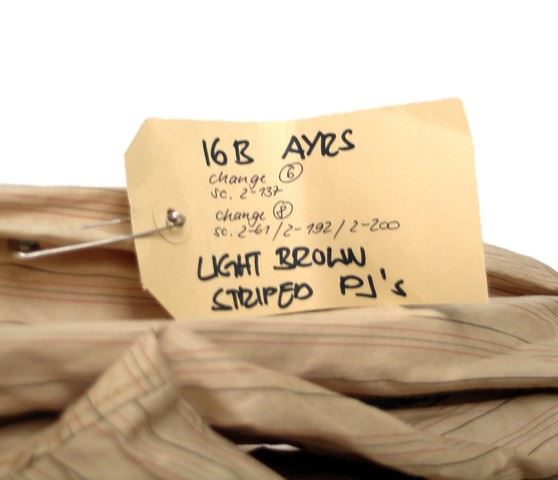 16B AYRS
change 6
sc. 2-137
change 8
sc. 2-61 / 2-192 / 2-200
LIGHT BROWN
STRIPED PJ's